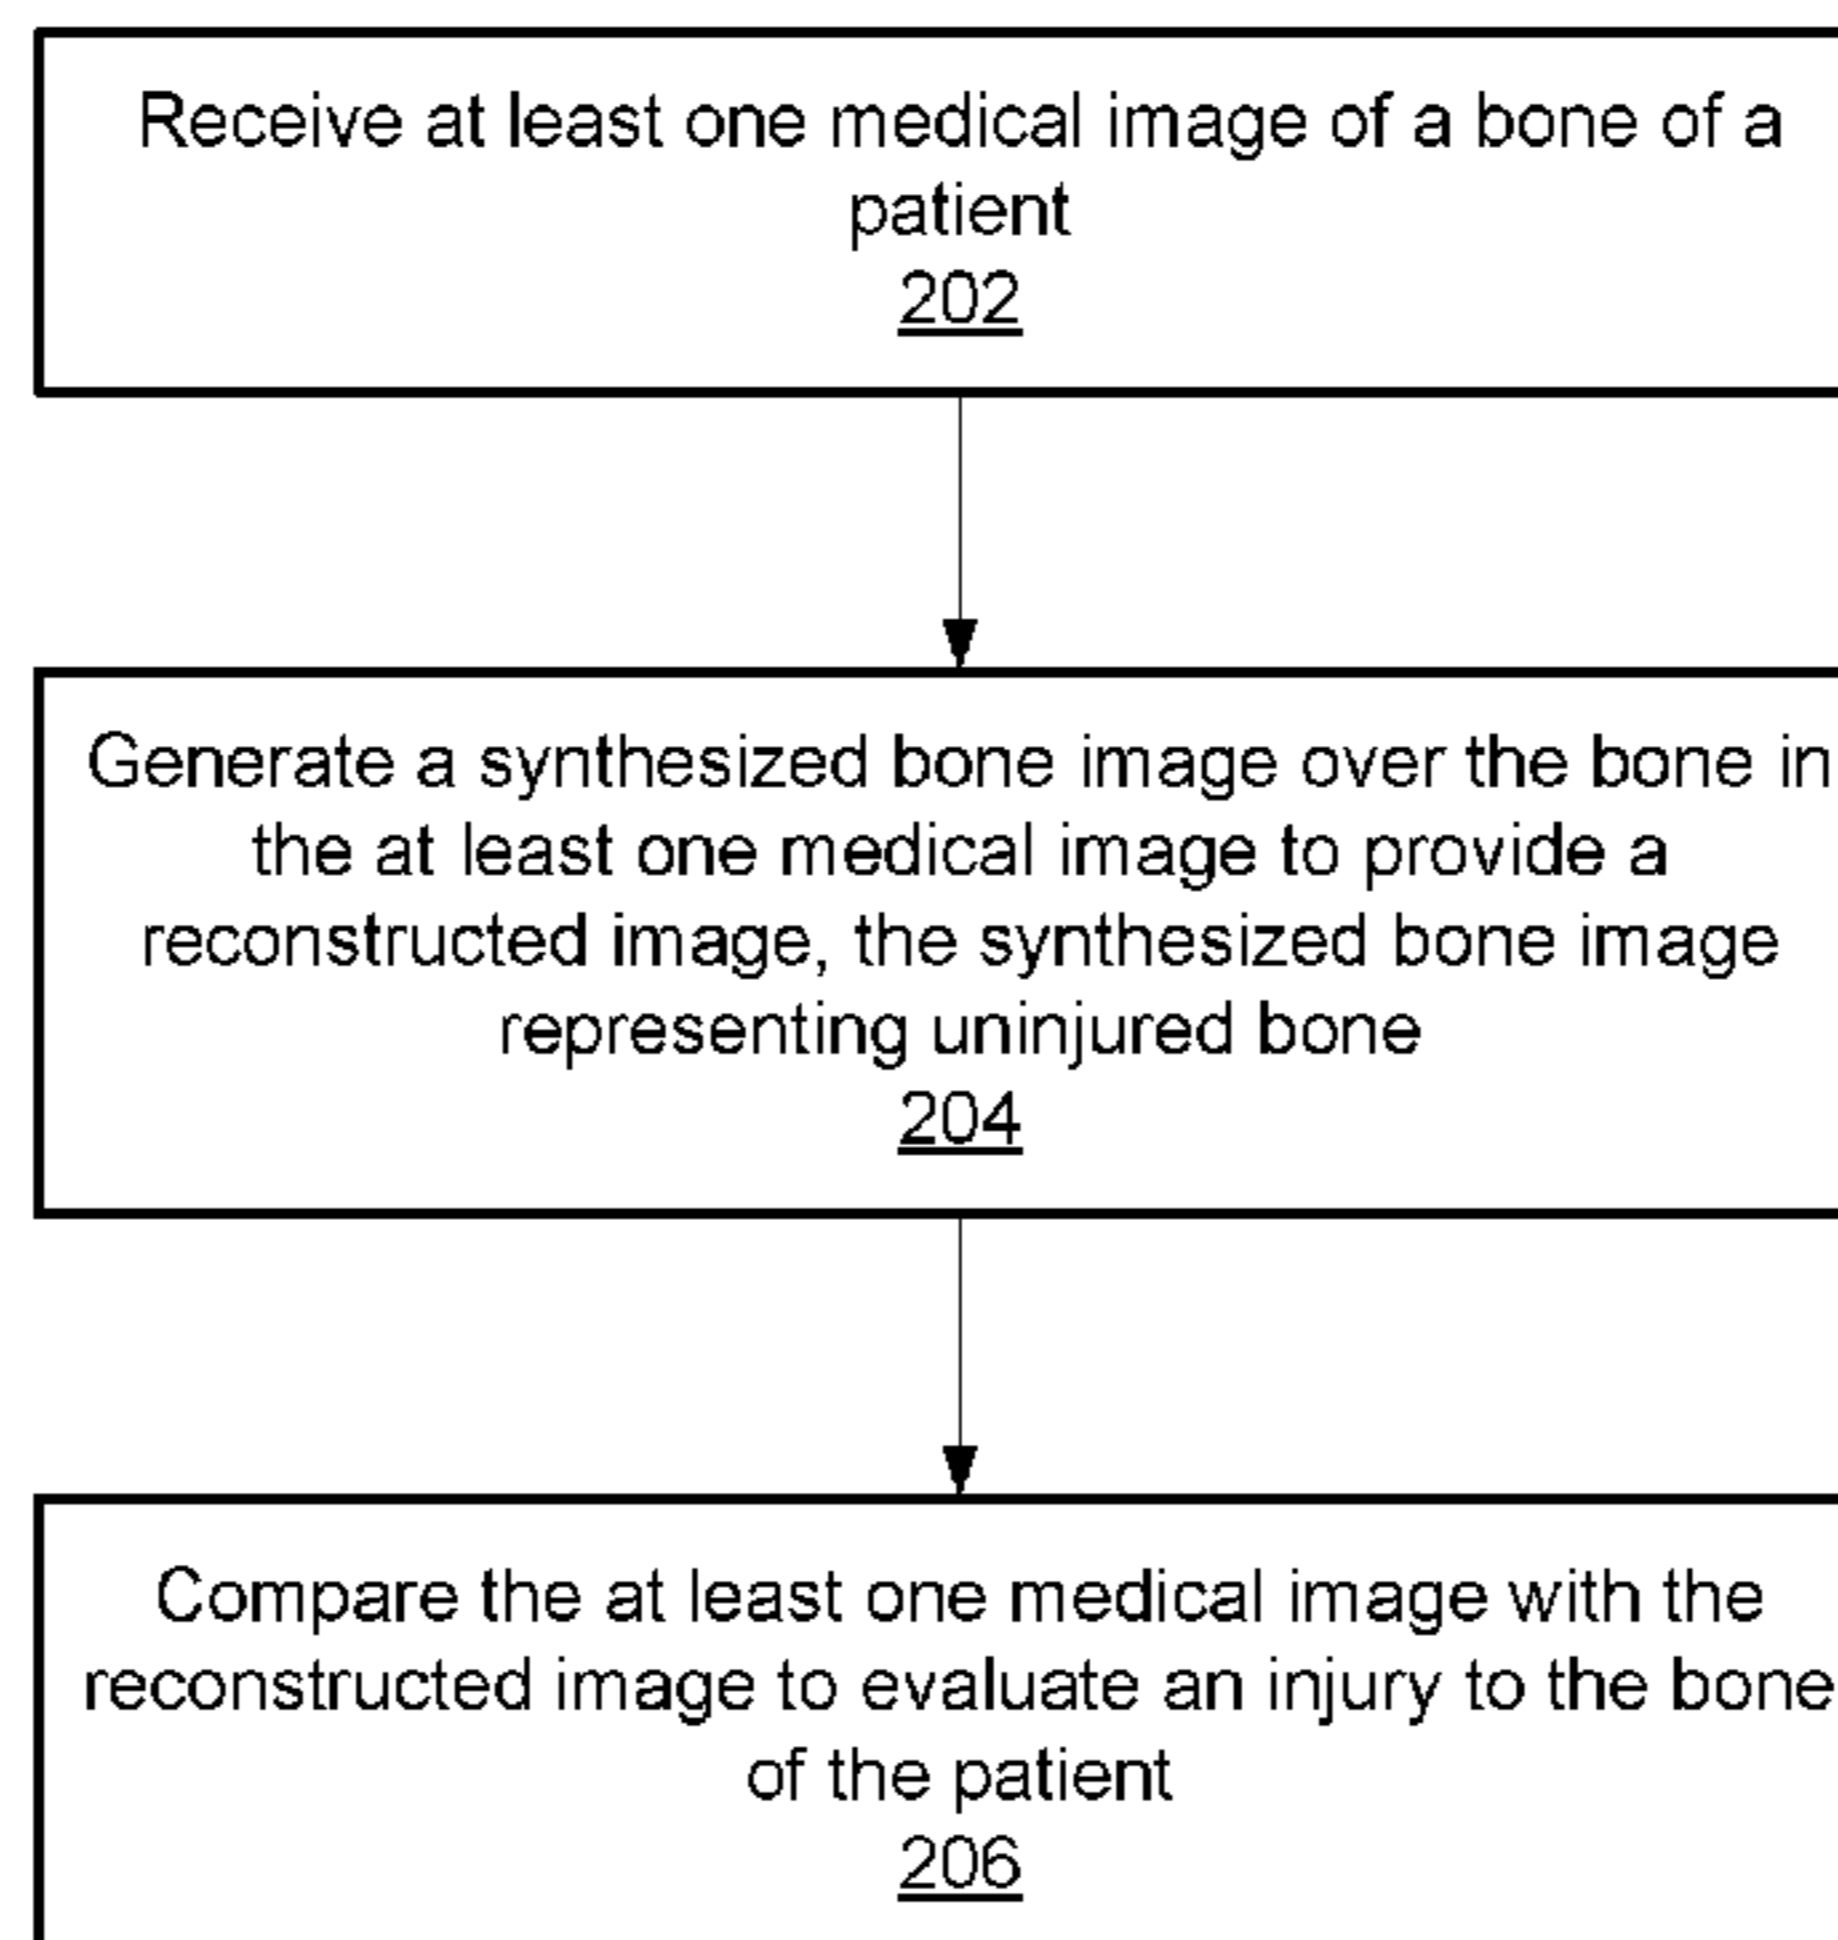 Receive at least one medical image of a bone of a
patient
202
Generate a synthesized bone image over the bone in
the at least one medical image to provide a
reconstructed image, the synthesized bone image
representing uninjured bone
204
Compare the at least one medical image with the
reconstructed image to evaluate an injury to the bone
of the patient
206